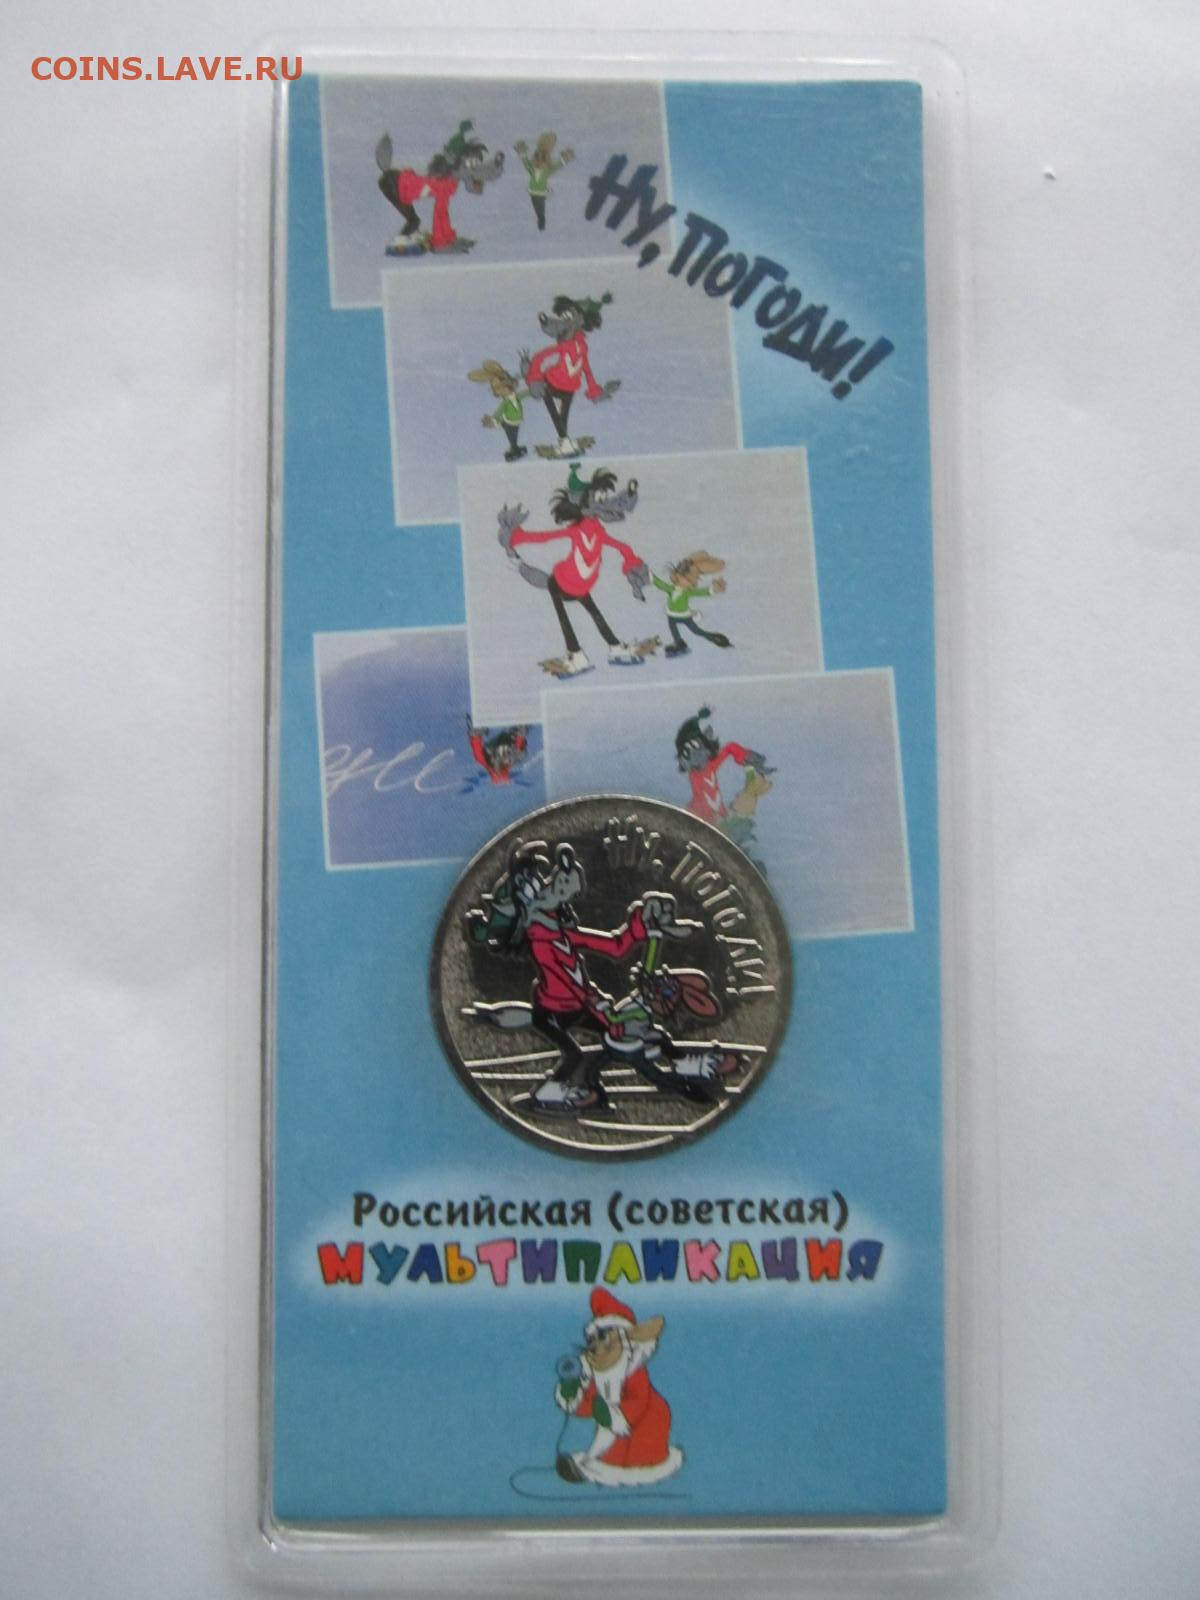 COINS.LAVE.RU
Ну, Погоди!
Ну, погоди!
Российская (советская)
МУЛЬТИПЛИКАЦИЯ